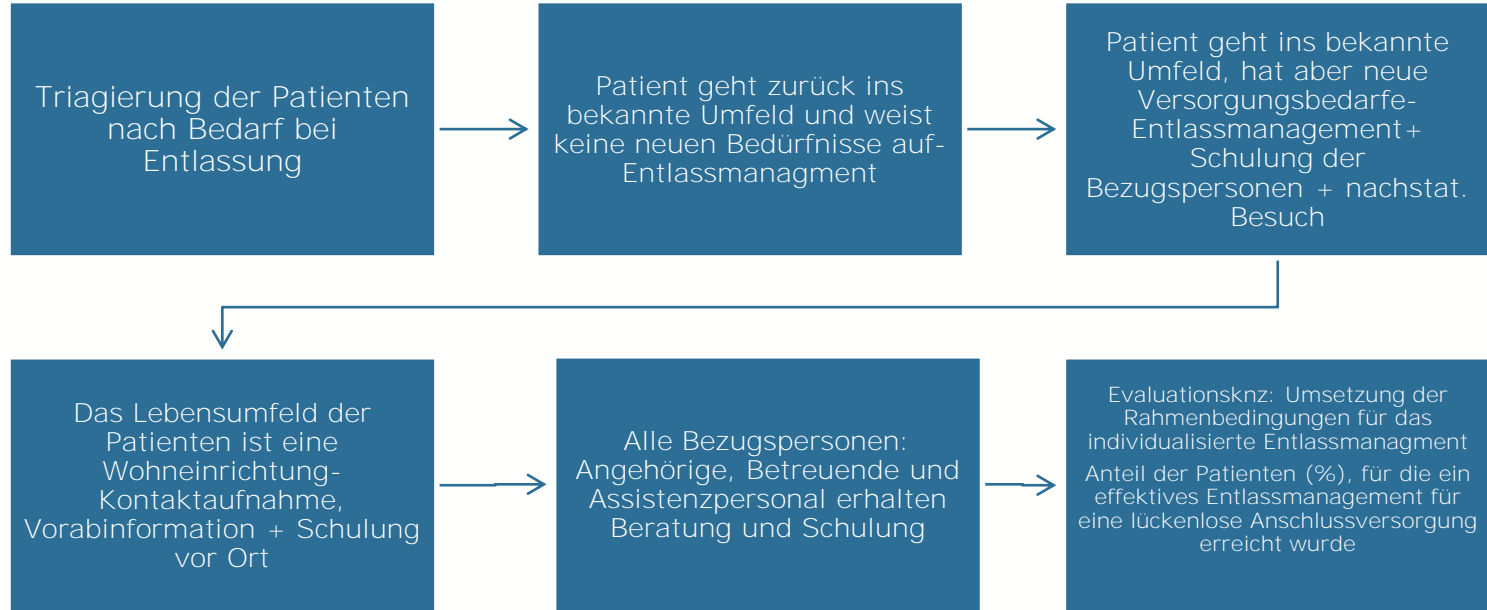 Triagierung der Patienten
nach Bedarf bei
Entlassung
Patient geht zurück ins
bekannte Umfeld und weist
keine neuen Bedürfnisse auf-
Entlassmanagment
Patient geht ins bekannte
Umfeld, hat aber neue
Versorgungsbedarfe-
Entlassmanagement+
Schulung der
Bezugspersonen + nachstat.
Besuch
Das Lebensumfeld der
Patienten ist eine
Wohneinrichtung-
Kontaktaufnahme,
Vorabinformation + Schulung
vor Ort
Alle Bezugspersonen:
Angehörige, Betreuende und
Assistenzpersonal erhalten
Beratung und Schulung
Evaluationsknz: Umsetzung der
Rahmenbedingungen für das
individualisierte Entlassmanagment
Anteil der Patienten (%), für die ein
effektives Entlassmanagement für
eine lückenlose Anschlussversorgung
erreicht wurde